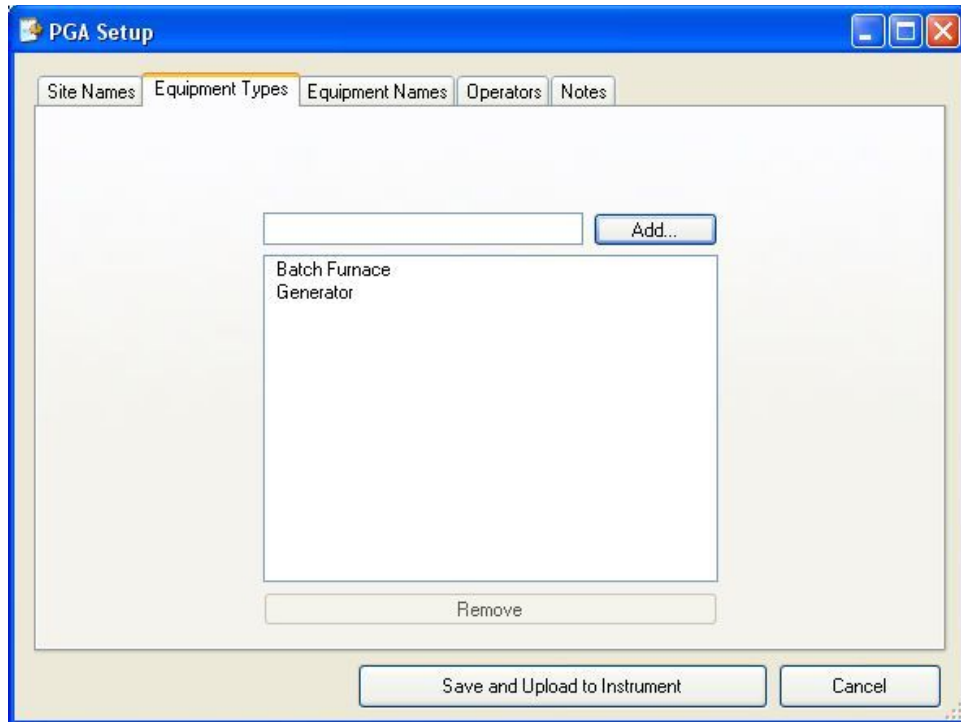 PGA Setup
Site Names Equipment Types Equipment Names Operators Notes
Add...
Batch Furnace
Generator
Remove
Save and Upload to Instrument Cancel